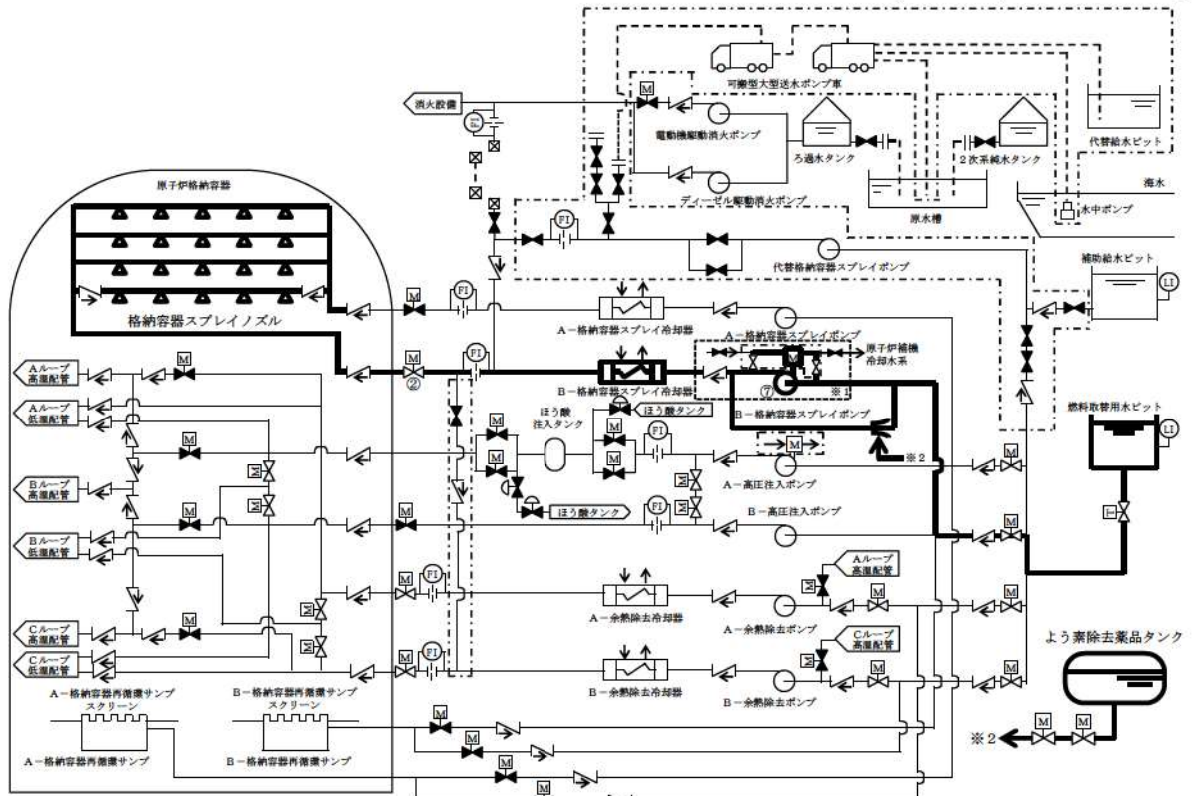 可搬型大型送水ポンプ車
消火設備
M
FI
電動機駆動消火ポンプ
ろ過水タンク
2次系純水タンク
代替給水ピット
ディーゼル駆動消火ポンプ
原水槽
海水
水中ポンプ
原子炉格納容器
FI
代替格納容器スプレイポンプ
補助給水ピット
LI
格納容器スプレイノズル
M
FI
A-格納容器スプレイ冷却器
A-格納容器スプレイポンプ
M
②
FI
B-格納容器スプレイ冷却器
M
⑦
※1
原子炉補機
冷却水系
B-格納容器スプレイポンプ
※2
燃料取替用水ピット
LI
Aループ
高温配管
M
Aループ
低温配管
M
ほう酸
注入タンク
ほう酸タンク
M
M
M
M
FI
M
A-高圧注入ポンプ
M
M
M
Bループ
高温配管
M
M
ほう酸タンク
FI
B-高圧注入ポンプ
M
M
T
Bループ
低温配管
Aループ
高温配管
M
M
M
FI
A-余熱除去冷却器
A-余熱除去ポンプ
M
M
Cループ
高温配管
M
M
Cループ
高温配管
Cループ
低温配管
M
FI
B-余熱除去冷却器
B-余熱除去ポンプ
M
M
M
よう素除去薬品タンク
A-格納容器再循環サンプ
スクリーン
B-格納容器再循環サンプ
スクリーン
M
M
M
※2
M
A-格納容器再循環サンプ
B-格納容器再循環サンプ
M
M